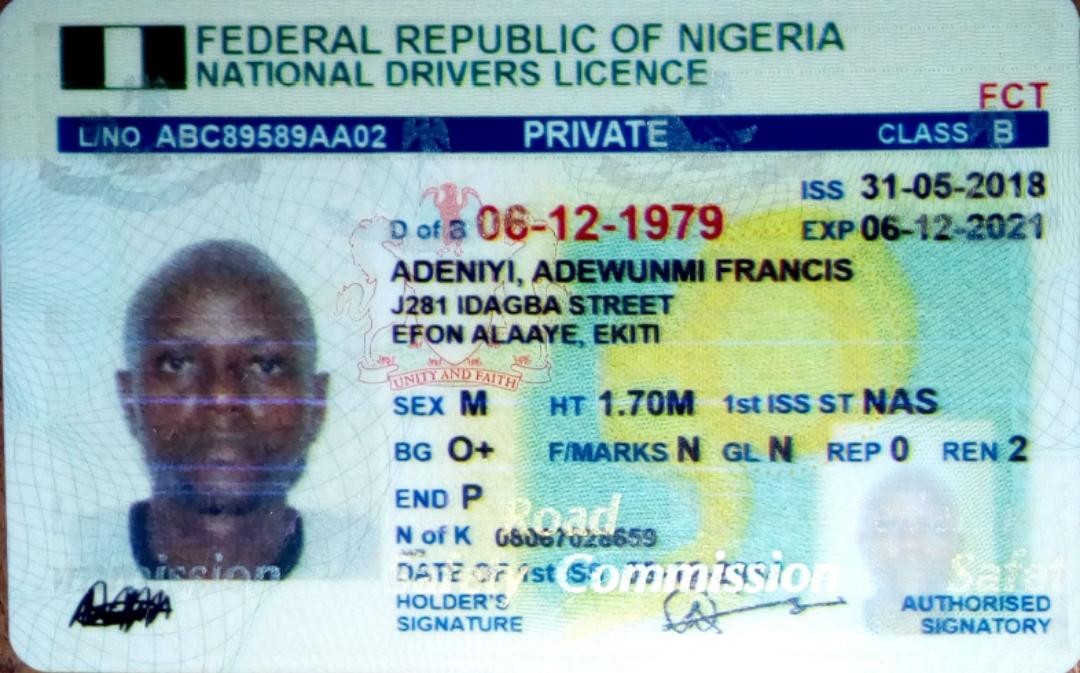 FEDERAL REPUBLIC OF NIGERIA
NATIONAL DRIVERS LICENCE
FCT
L/NO ABC89589AA02 PRIVATE CLASS B
ISS 31-05-2018
D of B 06-12-1979 EXP 06-12-2021
ADENIYI, ADEWUNMI FRANCIS
J281 IDAGBA STREET
EFON ALAAYE, EKITI
UNITY AND FAITH
SEX M HT 1.70M 1st ISS ST NAS
BG O+ F/MARKS N GL N REP 0 REN 2
END P
Road
N of K
DATE OF 1st
Commission
HOLDER'S
SIGNATURE
AUTHORISED
SIGNATORY